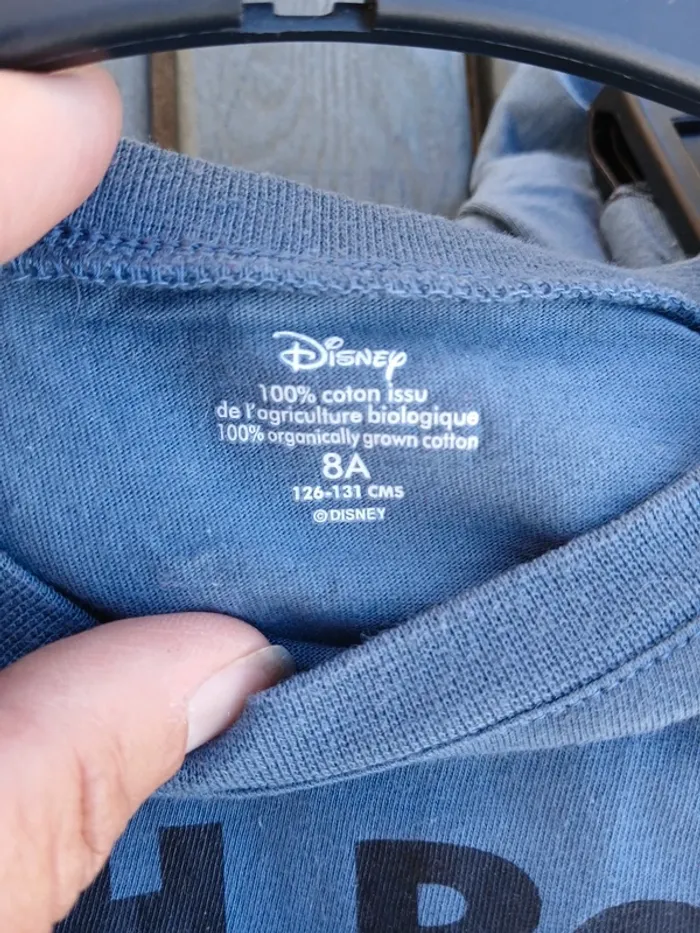 Disney
100% coton issu
de l'agriculture biologique
100% organically grown cotton
8A
126-131 CMS
©DISNEY